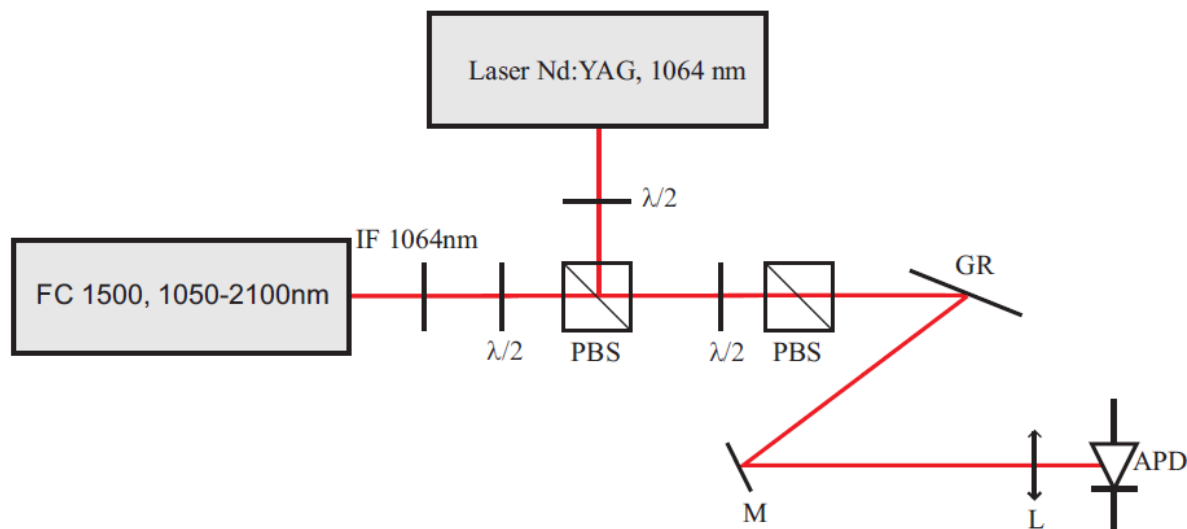 Laser Nd:YAG, 1064 nm
λ/2
IF 1064nm
GR
FC 1500, 1050-2100nm
λ/2
PBS
λ/2
PBS
APD
M
L